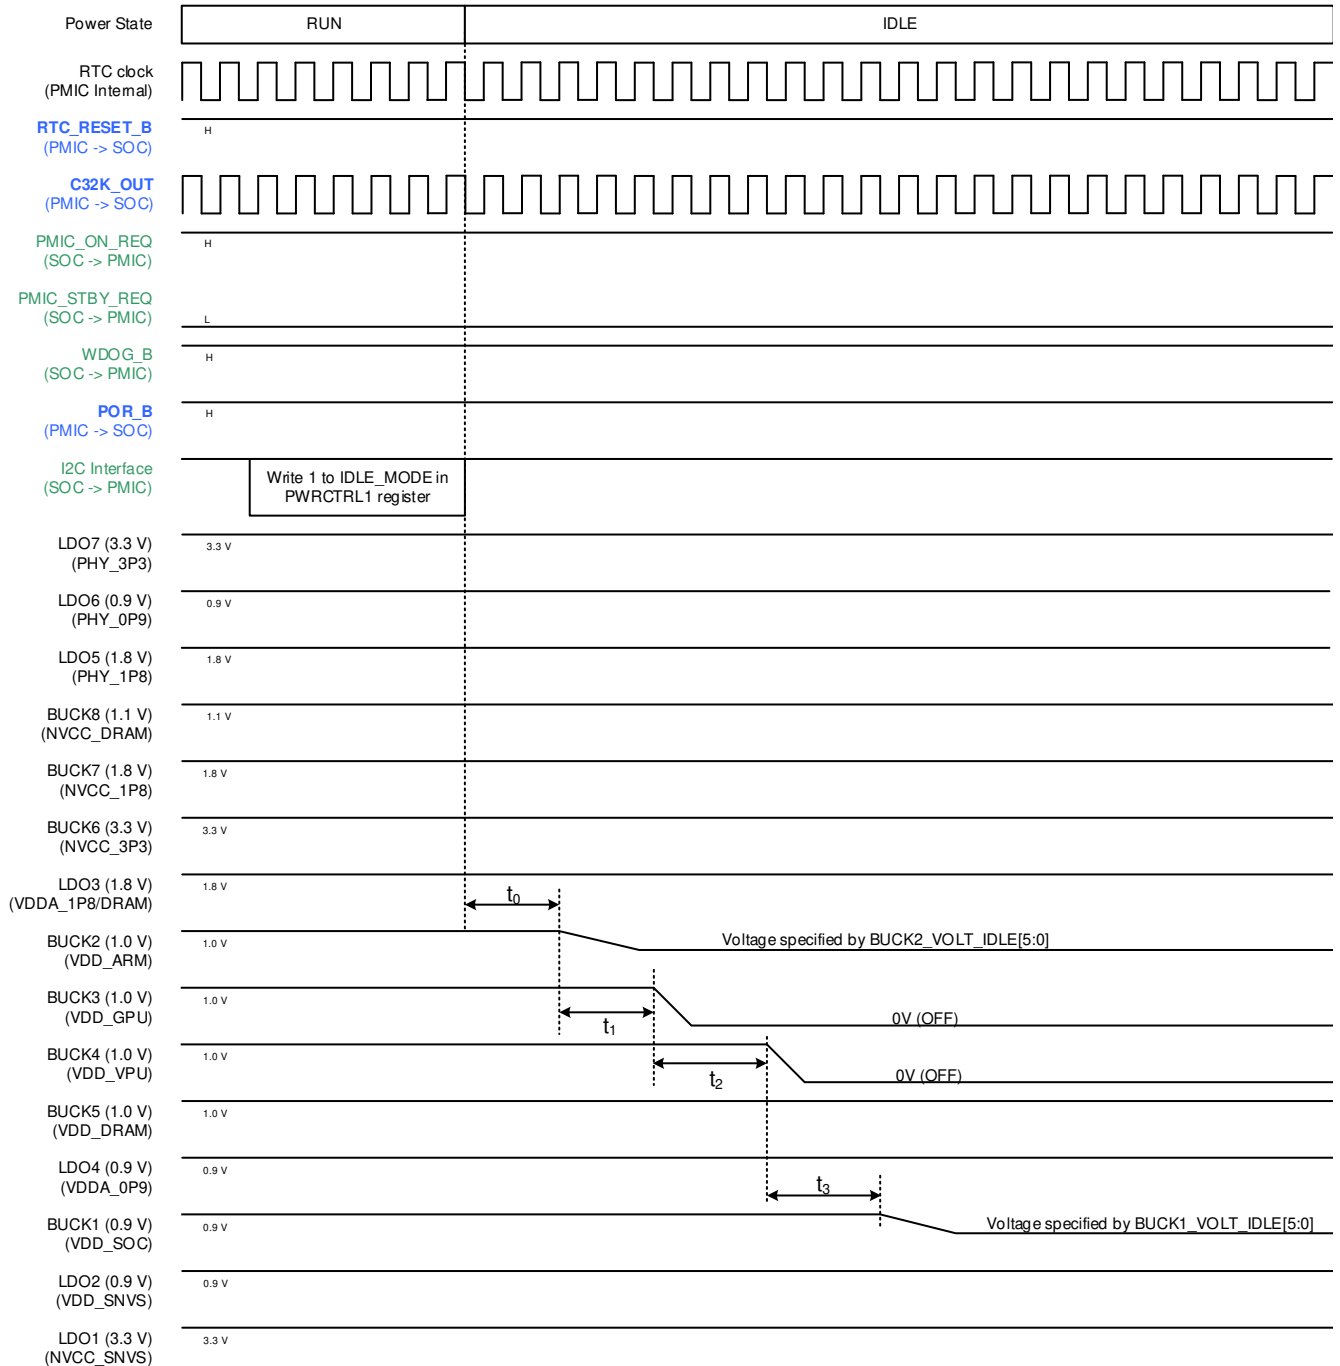 Power State
RUN
IDLE
RTC clock
(PMIC Internal)
RTC_RESET_B
(PMIC -> SOC)
H
C32K_OUT
(PMIC -> SOC)
PMIC_ON_REQ
(SOC -> PMIC)
H
PMIC_STBY_REQ
(SOC -> PMIC)
L
WDOG_B
(SOC -> PMIC)
H
POR_B
(PMIC -> SOC)
H
I2C Interface
(SOC -> PMIC)
Write 1 to IDLE_MODE in
PWRCTRL1 register
LDO7 (3.3 V)
(PHY_3P3)
3.3 V
LDO6 (0.9 V)
(PHY_0P9)
0.9 V
LDO5 (1.8 V)
(PHY_1P8)
1.8 V
BUCK8 (1.1 V)
(NVCC_DRAM)
1.1 V
BUCK7 (1.8 V)
(NVCC_1P8)
1.8 V
BUCK6 (3.3 V)
(NVCC_3P3)
3.3 V
LDO3 (1.8 V)
(VDDA_1P8/DRAM)
1.8 V
t0
BUCK2 (1.0 V)
(VDD_ARM)
1.0 V
Voltage specified by BUCK2_VOLT_IDLE[5:0]
BUCK3 (1.0 V)
(VDD_GPU)
1.0 V
t1
0V (OFF)
BUCK4 (1.0 V)
(VDD_VPU)
1.0 V
t2
0V (OFF)
BUCK5 (1.0 V)
(VDD_DRAM)
1.0 V
LDO4 (0.9 V)
(VDDA_0P9)
0.9 V
t3
BUCK1 (0.9 V)
(VDD_SOC)
0.9 V
Voltage specified by BUCK1_VOLT_IDLE[5:0]
LDO2 (0.9 V)
(VDD_SNVS)
0.9 V
LDO1 (3.3 V)
(NVCC_SNVS)
3.3 V